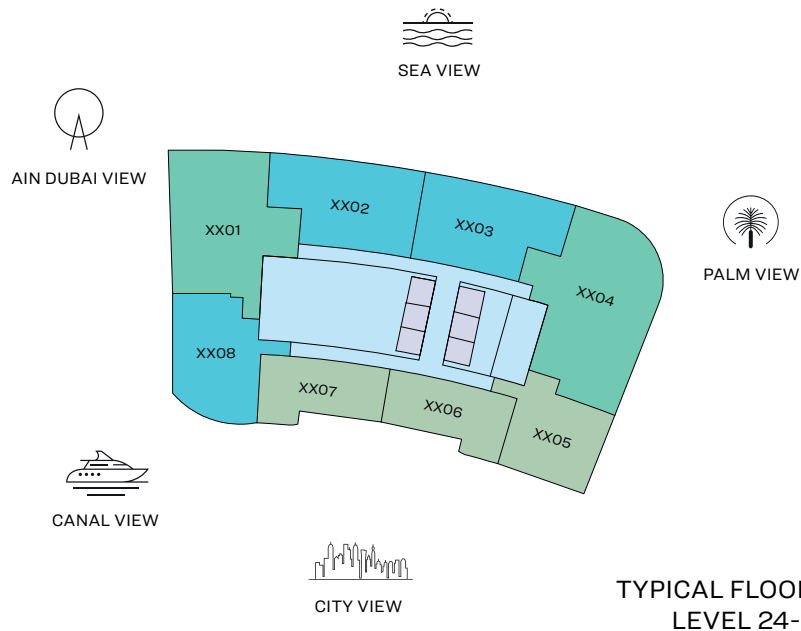 SEA VIEW
AIN DUBAI VIEW
XX02
XX01
XX03
PALM VIEW
XX04
XX08
XX07
XX06
XX05
CANAL VIEW
CITY VIEW
TYPICAL FLOOR
LEVEL 24-